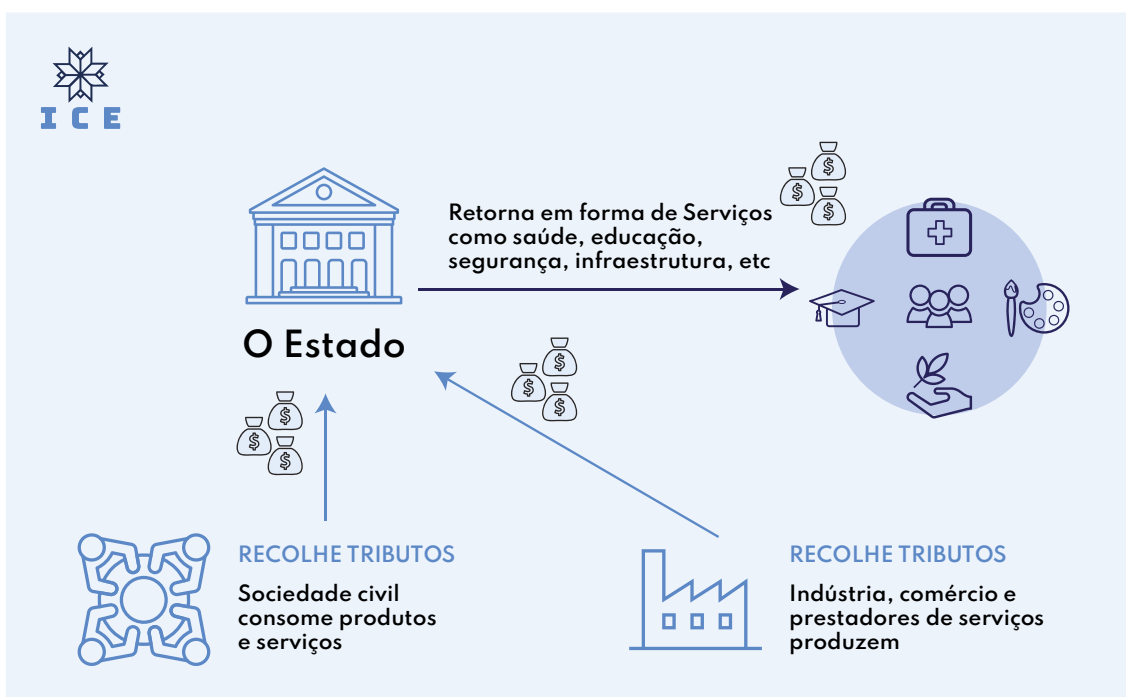 ICE
Retorna em forma de Serviços
como saúde, educação,
segurança, infraestrutura, etc
O Estado
RECOLHE TRIBUTOS
Sociedade civil
consome produtos
e serviços
RECOLHE TRIBUTOS
Indústria, comércio e
prestadores de serviços
produzem